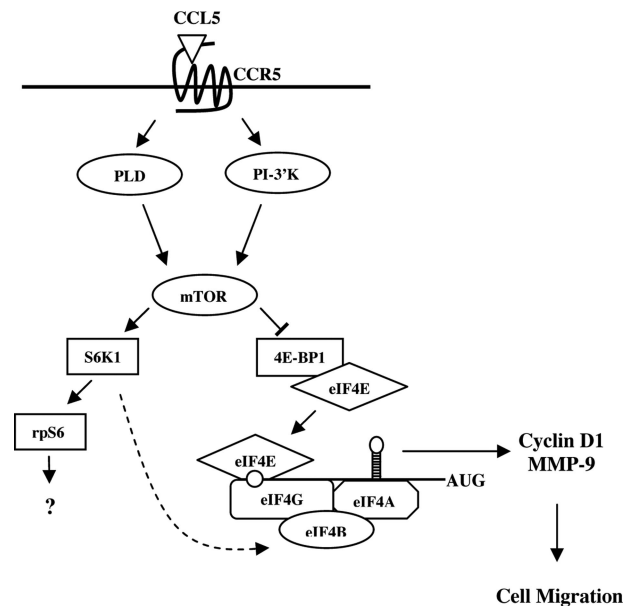 CCL5
CCR5
PLD
PI-3'K
mTOR
S6K1
4E-BP1
eIF4E
rpS6
eIF4E
Cyclin D1
MMP-9
AUG
eIF4G
eIF4A
?
eIF4B
Cell Migration